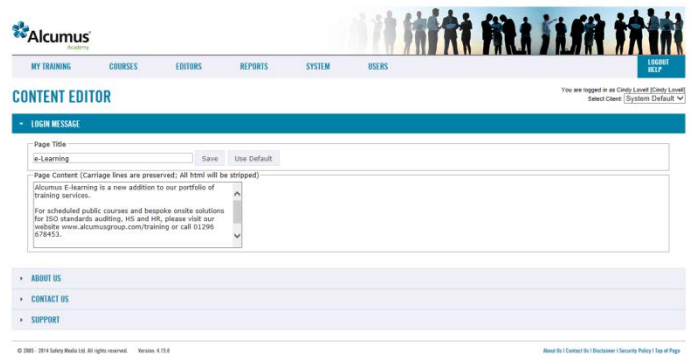 Alcumus
Academy
MY TRAINING COURSES EDITORS REPORTS SYSTEM USERS
LOGOUT
HELP
CONTENT EDITOR
You are logged in as Cindy Lovell [Cindy Lovell]
Select Client: System Default
LOGIN MESSAGE
Page Title
e-Learning Save Use Default
Page Content (Carriage lines are preserved; All html will be stripped)
Alcumus E-learning is a new addition to our portfolio of
training services.
For scheduled public courses and bespoke onsite solutions
for ISO standards auditing, HS and HR, please visit our
website www.alcumusgroup.com/training or call 01296
678453.
ABOUT US
CONTACT US
SUPPORT
© 2005 - 2014 Safety Media Ltd. All rights reserved. Version: 4.15.0
About Us | Contact Us | Disclaimer | Security Policy | Top of Page